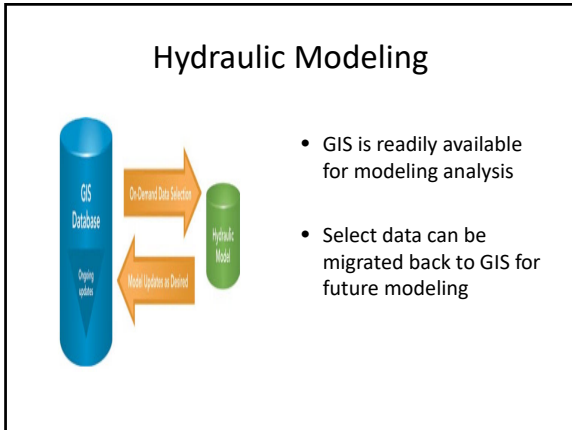 Hydraulic Modeling
GIS
Database
Ongoing
updates
On-Demand Data Selection
Hydraulic
Model
Model Updates as Desired
• GIS is readily available
for modeling analysis
• Select data can be
migrated back to GIS for
future modeling